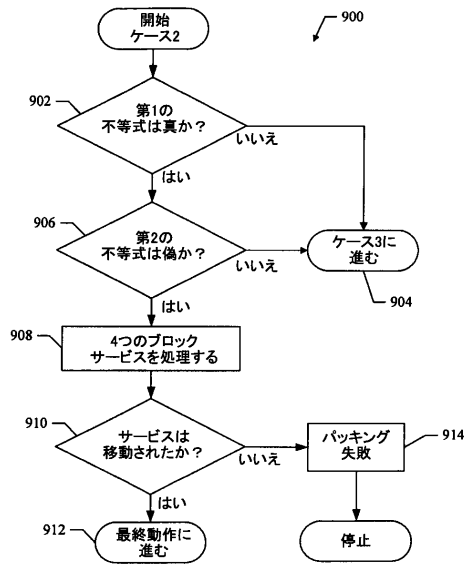 開始
ケース2
900
902
第1の
不等式は真か？
いいえ
はい
906
第2の
不等式は偽か？
いいえ
ケース3に
進む
904
はい
908
4つのブロック
サービスを処理する
910
サービスは
移動されたか？
いいえ
パッキング
失敗
914
はい
912
最終動作に
進む
停止